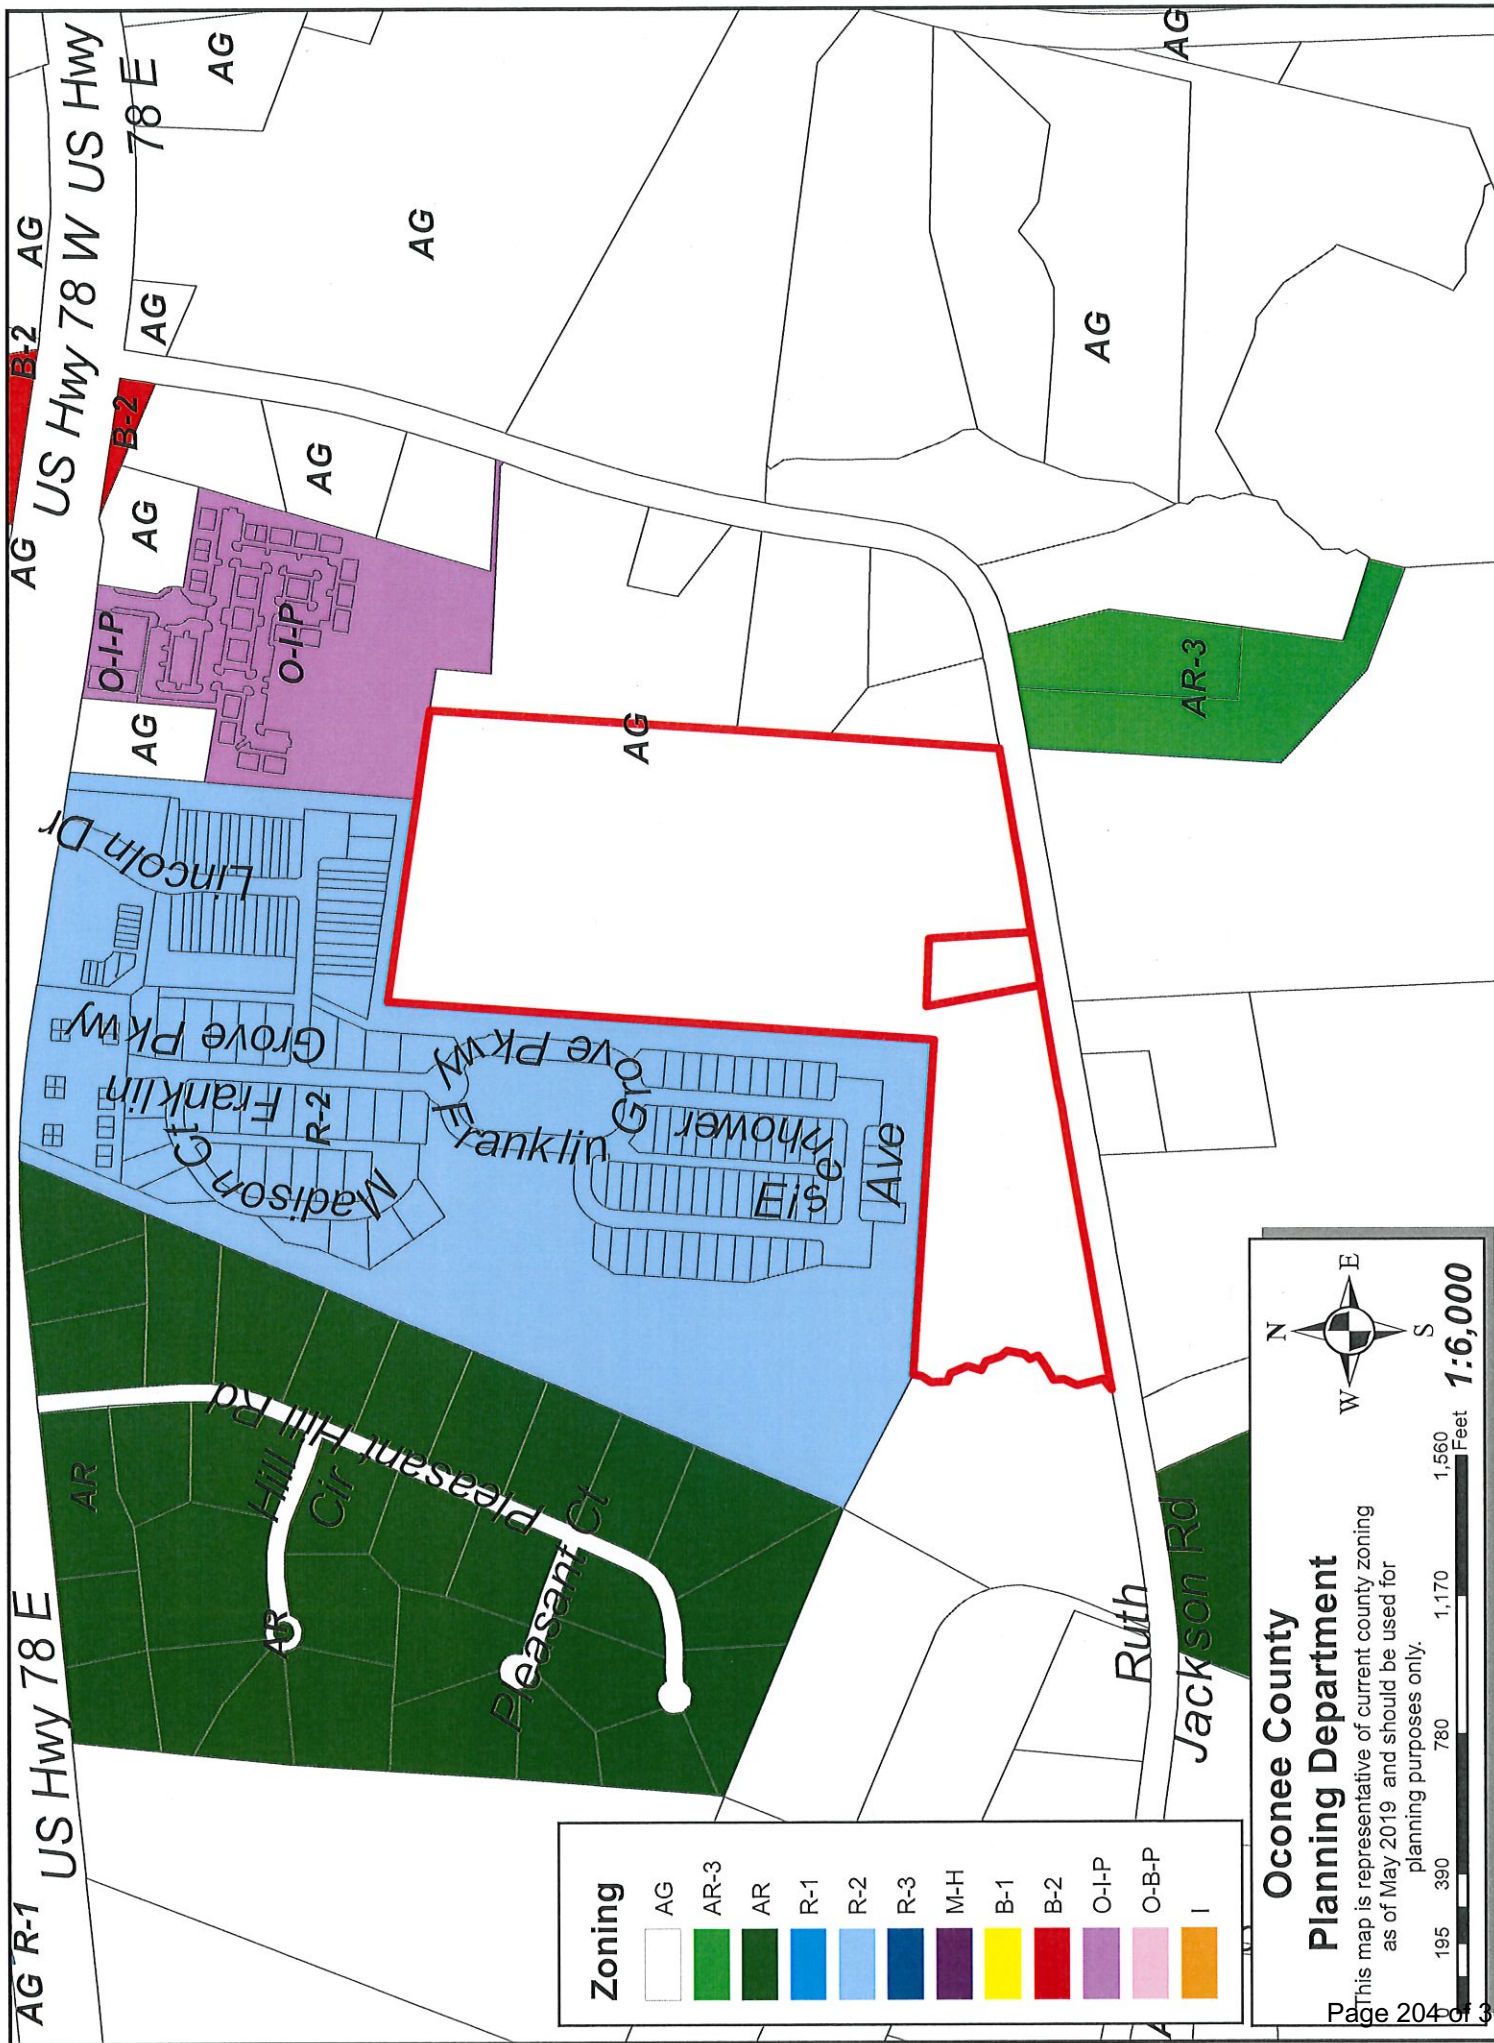 AG R-1
US Hwy 78 E
AG
US Hwy 78 W
US Hwy
78 E
B-2
AG
AG
AG
B-2
AG
AG
AG
AG
AG
O-I-P
O-I-P
AG
AG
AG
AR-3
Lincoln Dr
Franklin
Grove Pkwy
R-2
Madison Ct
Franklin
Grove Pkwy
Eisenhower
Ave
AR
AR
Hill
Cir
Pleasant Hill Rd
Pleasant Ct
Ruth
Jackson Rd
Zoning
AG
AR-3
AR
R-1
R-2
R-3
M-H
B-1
B-2
O-I-P
O-B-P
I
Oconee County
Planning Department
This map is representative of current county zoning
as of May 2019 and should be used for
planning purposes only.
N
W
E
S
0 195 390 780 1,170 1,560
Feet
1:6,000
Page 204 of 3